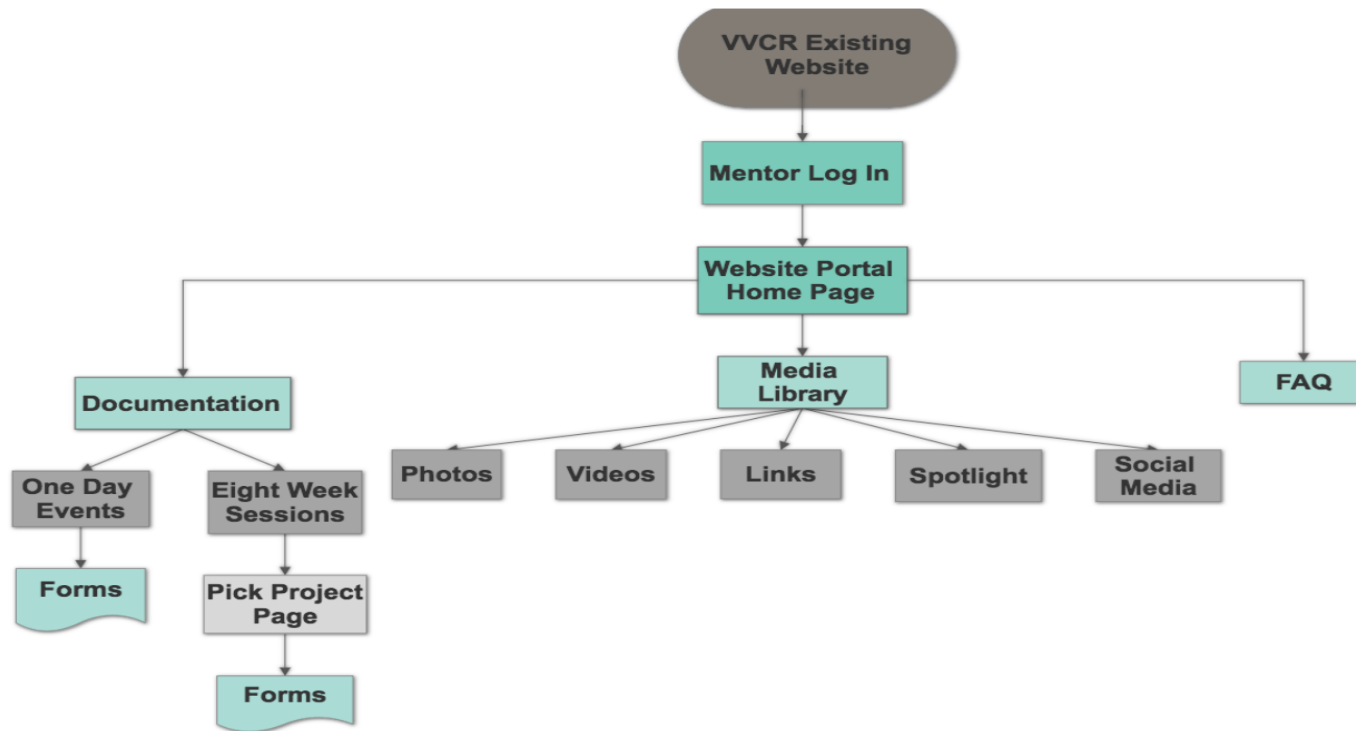 VVCR Existing
Website
Mentor Log In
Website Portal
Home Page
Documentation
Media
Library
FAQ
One Day
Events
Eight Week
Sessions
Photos
Videos
Links
Spotlight
Social
Media
Forms
Pick Project
Page
Forms